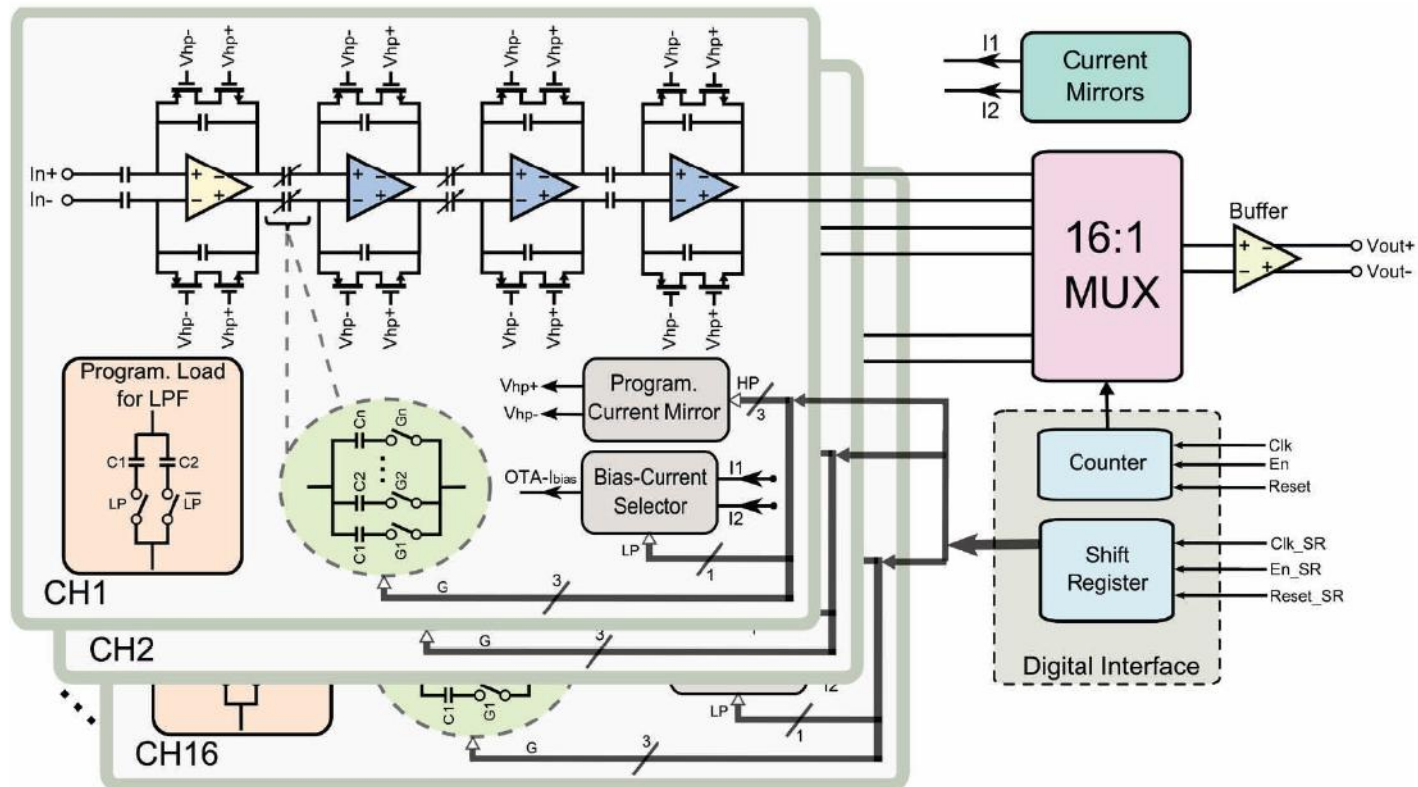 Vhp- Vhp+ Vhp- Vhp+ Vhp- Vhp+ Vhp- Vhp+
I1
I2
Current
Mirrors
In+
In-
+ − − +
+ − − +
+ − − +
+ − − +
Vhp- Vhp+ Vhp- Vhp+ Vhp- Vhp+ Vhp- Vhp+
16:1
MUX
Buffer
+ − − +
Vout+
Vout-
Program. Load
for LPF
C1 C2
LP L̅P̅
Cn Gn
C2 G2
C1 G1
Vhp+
Vhp-
Program.
Current Mirror
HP
3
OTA-Ibias
Bias-Current
Selector
I1
I2
LP
1
G 3
CH1
Counter
Clk
En
Reset
Shift
Register
Clk_SR
En_SR
Reset_SR
Digital Interface
G 3
CH2
C1 G1
I2
LP
1
G 3
CH16